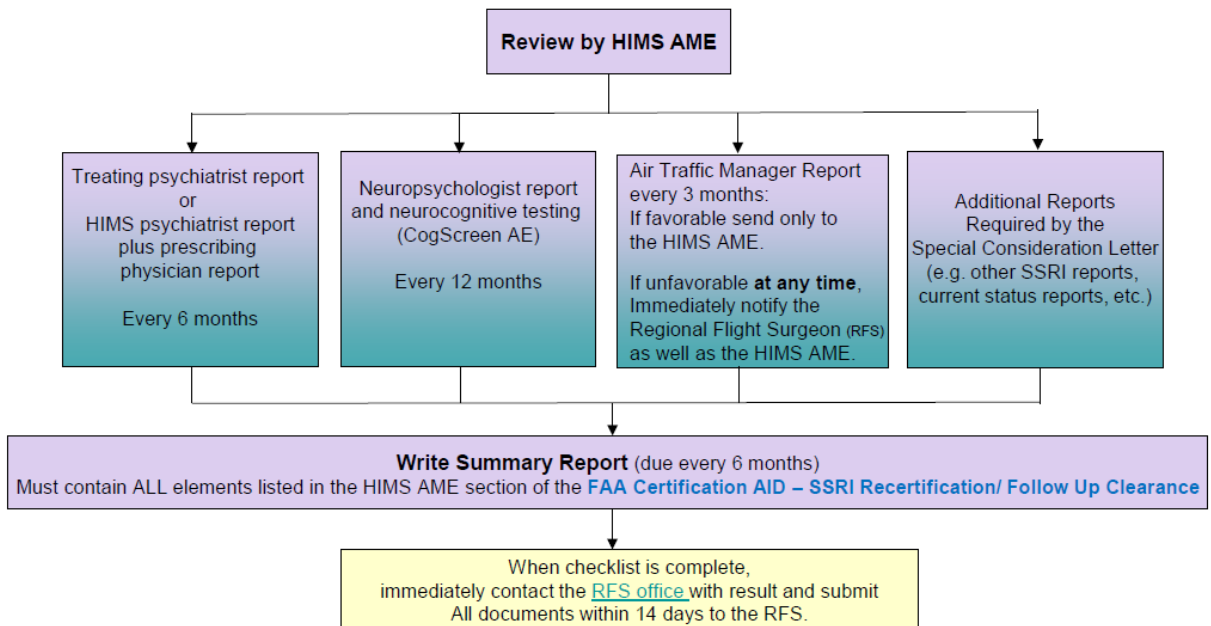 Review by HIMS AME
Treating psychiatrist report
or
HIMS psychiatrist report
plus prescribing
physician report
Every 6 months
Neuropsychologist report
and neurocognitive testing
(CogScreen AE)
Every 12 months
Air Traffic Manager Report
every 3 months:
If favorable send only to
the HIMS AME.
If unfavorable at any time,
Immediately notify the
Regional Flight Surgeon (RFS)
as well as the HIMS AME.
Additional Reports
Required by the
Special Consideration Letter
(e.g. other SSRI reports,
current status reports, etc.)
Write Summary Report (due every 6 months)
Must contain ALL elements listed in the HIMS AME section of the FAA Certification AID – SSRI Recertification/ Follow Up Clearance
When checklist is complete,
immediately contact the RFS office with result and submit
All documents within 14 days to the RFS.